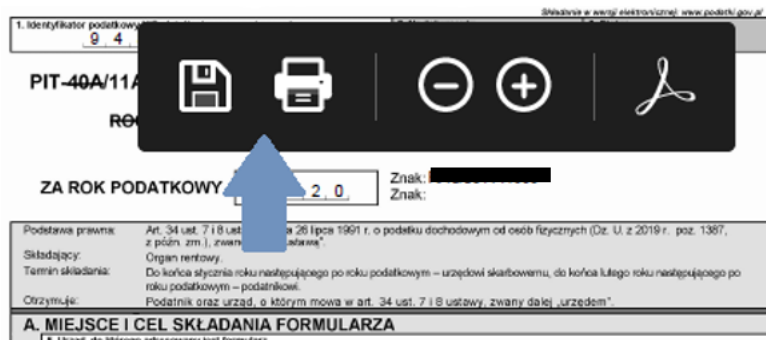 Składanie w wersji elektronicznej: www.podatki.gov.pl
1. Identyfikator podatkowy
9 4
PIT-40A/11A
RO
ZA ROK PODATKOWY 2 0
Znak:
Znak:
Podstawa prawna: Art. 34 ust. 7 i 8 ust 26 lipca 1991 r. o podatku dochodowym od osób fizycznych (Dz. U. z 2019 r. poz. 1387,
z późn. zm.), zwan stawą".
Składający: Organ rentowy.
Termin składania: Do końca stycznia roku następującego po roku podatkowym – urzędowi skarbowemu, do końca lutego roku następującego po
roku podatkowym – podatnikowi.
Otrzymuje: Podatnik oraz urząd, o którym mowa w art. 34 ust. 7 i 8 ustawy, zwany dalej „urzędem".
A. MIEJSCE I CEL SKŁADANIA FORMULARZA